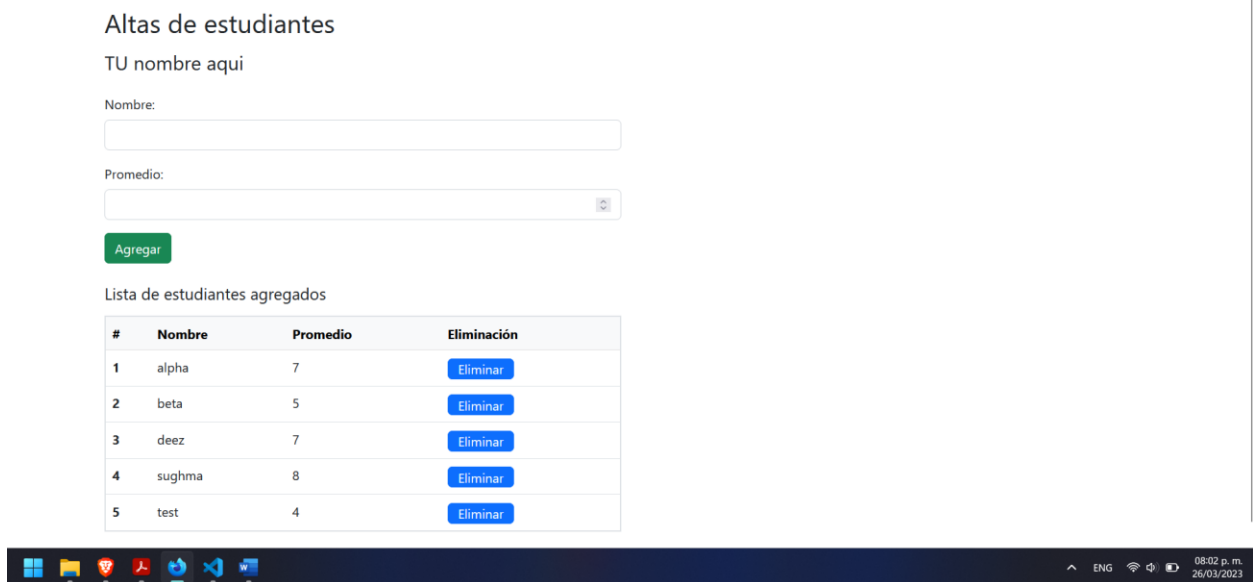 Altas de estudiantes
TU nombre aqui
Nombre:
Promedio:
Agregar
Lista de estudiantes agregados
# Nombre Promedio Eliminación
1 alpha 7 Eliminar
2 beta 5 Eliminar
3 deez 7 Eliminar
4 sughma 8 Eliminar
5 test 4 Eliminar
ENG 08:02 p. m.
26/03/2023